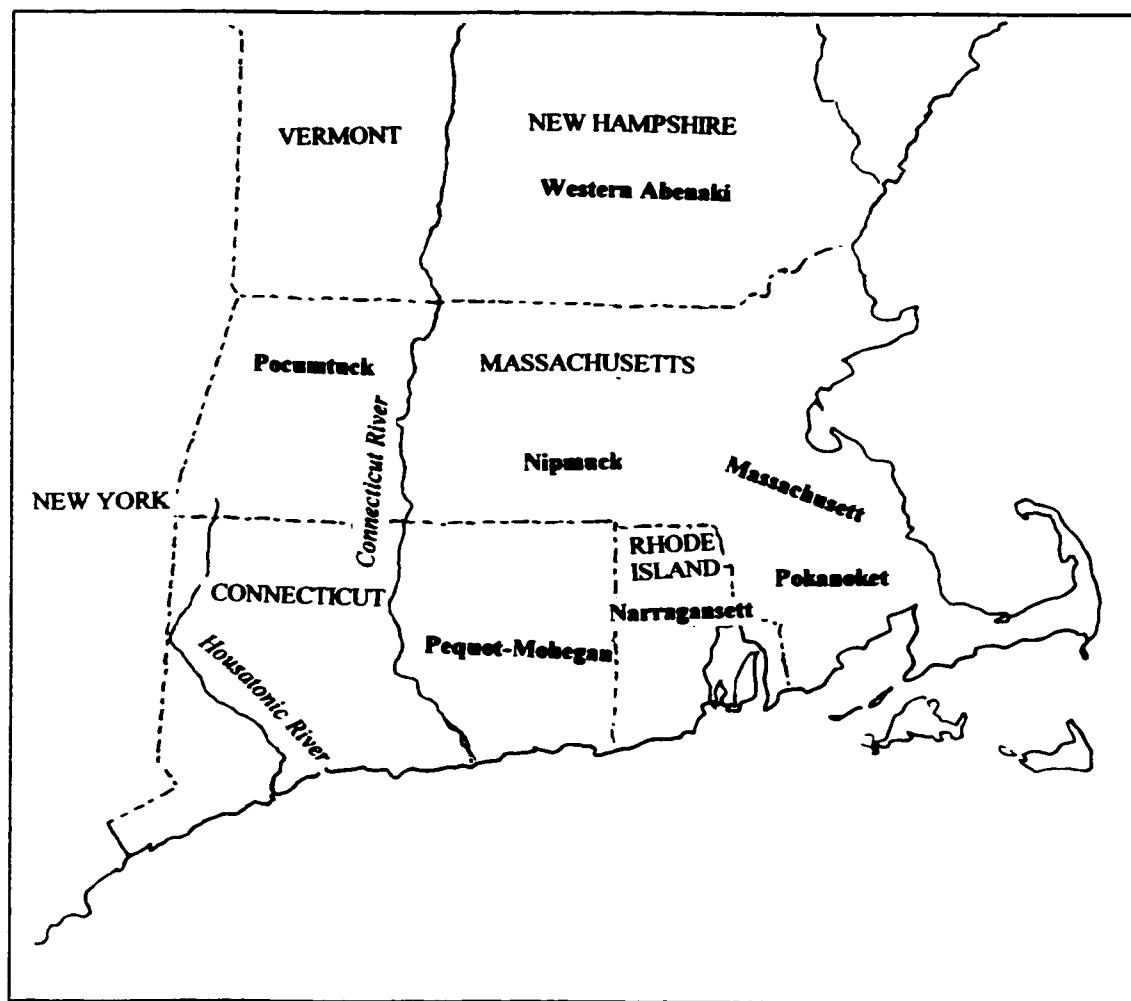 VERMONT
NEW HAMPSHIRE
Western Abenaki
Pocumtuck
MASSACHUSETTS
Connecticut River
Nipmuck
Massachusett
NEW YORK
RHODE
ISLAND
Pokanoket
CONNECTICUT
Narragansett
Pequot-Mohegan
Housatonic River